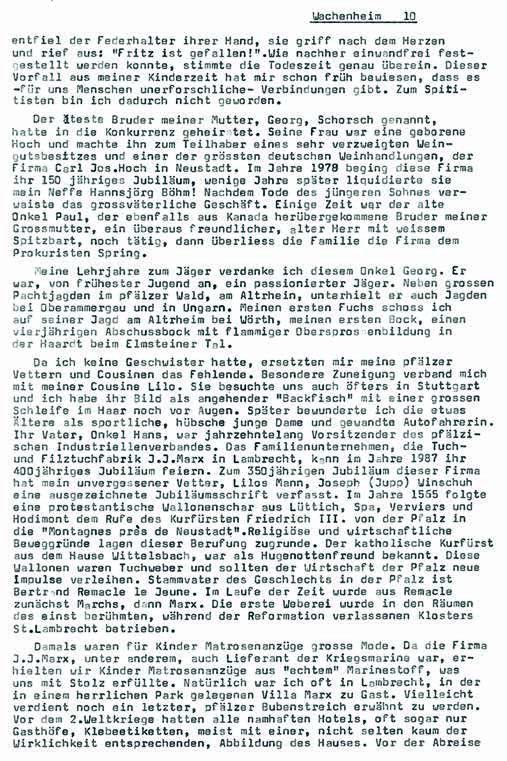 Wachenheim 10
entfiel der Federhalter ihrer Hand, sie griff nach dem Herzen
und rief aus: "Fritz ist gefallen!".Wie nachher einwandfrei fest-
gestellt werden konnte, stimmte die Todeszeit genau überein. Dieser
Vorfall aus meiner Kinderzeit hat mir schon früh bewiesen, dass es
-für uns Menschen unerforschliche- Verbindungen gibt. Zum Spiri-
tisten bin ich dadurch nicht geworden.
Der älteste Bruder meiner Mutter, Georg, Schorsch genannt,
hatte in die Konkurrenz geheiratet. Seine Frau war eine geborene
Hoch und machte ihn zum Teilhaber eines sehr verzweigten Wein-
gutsbesitzes und einer der grössten deutschen Weinhandlungen, der
Firma Carl Jos.Hoch in Neustadt. Im Jahre 1978 beging diese Firma
ihr 150 jähriges Jubiläum, wenige Jahre später liquidierte sie
mein Neffe Hannsjörg Böhm! Nachdem Tode des jüngeren Sohnes ver-
waiste das grossväterliche Geschäft. Einige Zeit war der alte
Onkel Paul, der ebenfalls aus Kanada herübergekommene Bruder meiner
Grossmutter, ein überaus freundlicher, alter Herr mit weissem
Spitzbart, noch tätig, dann überliess die Familie die Firma dem
Prokuristen Spring.
Meine Lehrjahre zum Jäger verdanke ich diesem Onkel Georg. Er
war, von frühester Jugend an, ein passionierter Jäger. Neben grossen
Pachtjagden im pfälzer Wald, am Altrhein, unterhielt er auch Jagden
bei Oberammergau und in Ungarn. Meinen ersten Fuchs schoss ich
auf seiner Jagd am Altrheim bei Wörth, meinen ersten Bock, einen
vierjährigen Abschussbock mit flammiger Oberspros enbildung in
der Haardt beim Elmsteiner Tal.
Da ich keine Geschwister hatte, ersetzten mir meine pfälzer
Vettern und Cousinen das Fehlende. Besondere Zuneigung verband mich
mit meiner Cousine Lilo. Sie besuchte uns auch öfters in Stuttgart
und ich habe ihr Bild als angehender "Backfisch" mit einer grossen
Schleife im Haar noch vor Augen. Später bewunderte ich die etwas
Ältere als sportliche, hübsche junge Dame und gewandte Autofahrerin.
Ihr Vater, Onkel Hans, war jahrzehntelang Vorsitzender des pfälzi-
schen Industriellenverbandes. Das Familienunternehmen, die Tuch-
und Filztuchfabrik J.J.Marx in Lambrecht, kann im Jahre 1987 ihr
400jähriges Jubiläum feiern. Zum 350jährigen Jubiläum dieser Firma
hat mein unvergessener Vetter, Lilos Mann, Joseph (Jupp) Winschuh
eine ausgezeichnete Jubiläumsschrift verfasst. Im Jahre 1565 folgte
eine protestantische Wallonenschar aus Lüttich, Spa, Verviers und
Hodimont dem Rufe des Kurfürsten Friedrich III. von der Pfalz in
die "Montagnes près de Neustadt".Religiöse und wirtschaftliche
Beweggründe lagen dieser Berufung zugrunde. Der katholische Kurfürst
aus dem Hause Wittelsbach, war als Hugenottenfreund bekannt. Diese
Wallonen waren Tuchweber und sollten der Wirtschaft der Pfalz neue
Impulse verleihen. Stammvater des Geschlechts in der Pfalz ist
Bertrand Remacle le Jeune. Im Laufe der Zeit wurde aus Remacle
zunächst Marchs, dann Marx. Die erste Weberei wurde in den Räumen
des einst berühmten, während der Reformation verlassenen Klosters
St.Lambrecht betrieben.
Damals waren für Kinder Matrosenanzüge grosse Mode. Da die Firma
J.J.Marx, unter anderem, auch Lieferant der Kriegsmarine war, er-
hielten wir Kinder Matrosenanzüge aus "echtem" Marinestoff, was
uns mit Stolz erfüllte. Natürlich war ich oft in Lambrecht, in der
in einem herrlichen Park gelegenen Villa Marx zu Gast. Vielleicht
verdient noch ein letzter, pfälzer Bubenstreich erwähnt zu werden.
Vor dem 2.Weltkriege hatten alle namhaften Hotels, oft sogar nur
Gasthöfe, Klebeetiketten, meist mit einer, nicht selten kaum der
Wirklichkeit entsprechenden, Abbildung des Hauses. Vor der Abreise